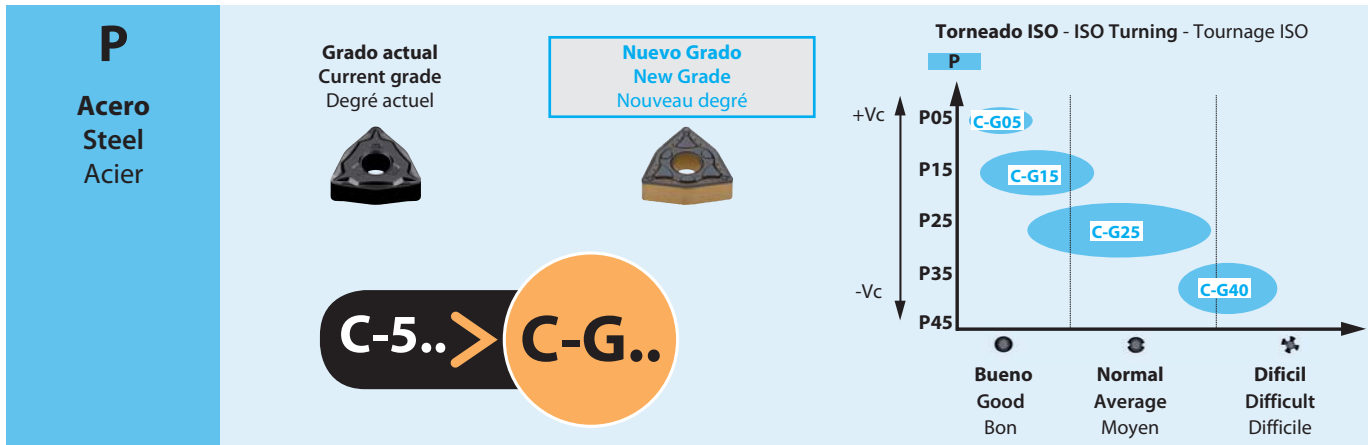 P
Acero
Steel
Acier
Grado actual
Current grade
Degré actuel
Nuevo Grado
New Grade
Nouveau degré
C-5.. > C-G..
Torneado ISO - ISO Turning - Tournage ISO
P
+Vc
-Vc
P05
P15
P25
P35
P45
C-G05
C-G15
C-G25
C-G40
Bueno
Good
Bon
Normal
Average
Moyen
Dificil
Difficult
Difficile